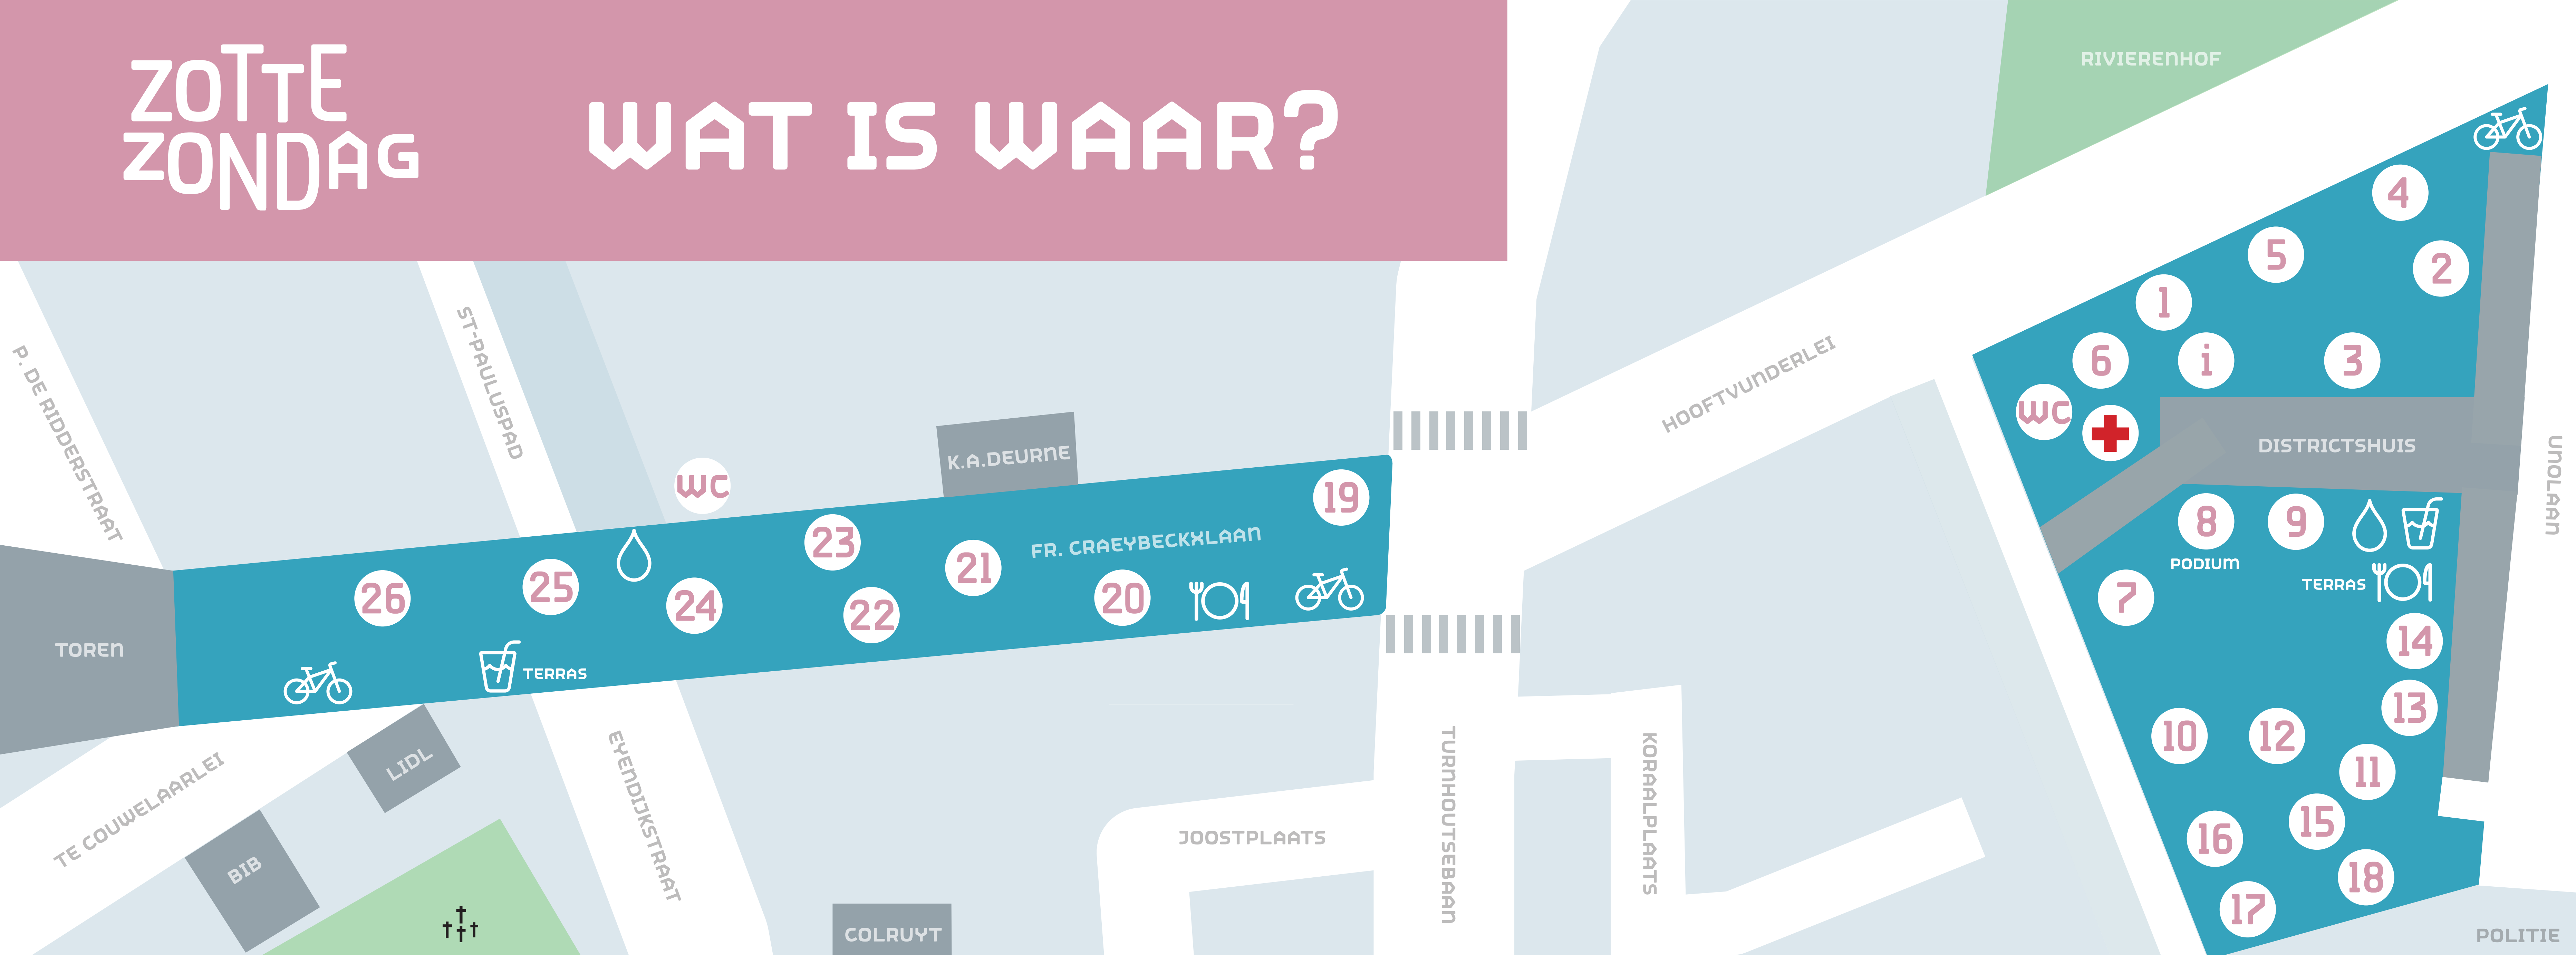 ZOTTE
ZONDAG
WAT IS WAAR?
RIVIERENHOF
P. DE RIDDERSTRAAT
ST-PAULUSPAD
HOOFTVUNDERLEI
4
5
2
1
6
i
3
WC
DISTRICTSHUIS
UNOLAAN
K.A.DEURNE
WC
19
23
FR. CRAEYBECKXLAAN
21
25
26
24
22
20
8
9
PODIUM
TERRAS
7
14
13
10
12
11
15
16
18
17
TOREN
TERRAS
LIDL
TE COUWELAARLEI
BIB
EYENDIJKSTRAAT
JOOSTPLAATS
TURNHOUTSEBAAN
KORAALPLAATS
COLRUYT
POLITIE